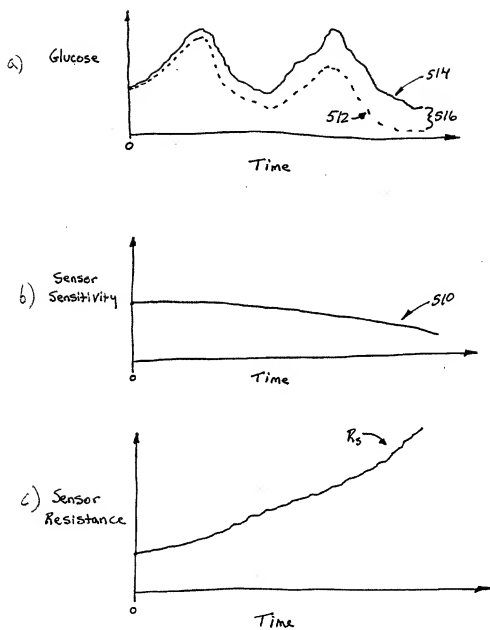 a) Glucose
514
512
516
0
Time
b) Sensor
Sensitivity
510
0
Time
c) Sensor
Resistance
Rs
0
Time